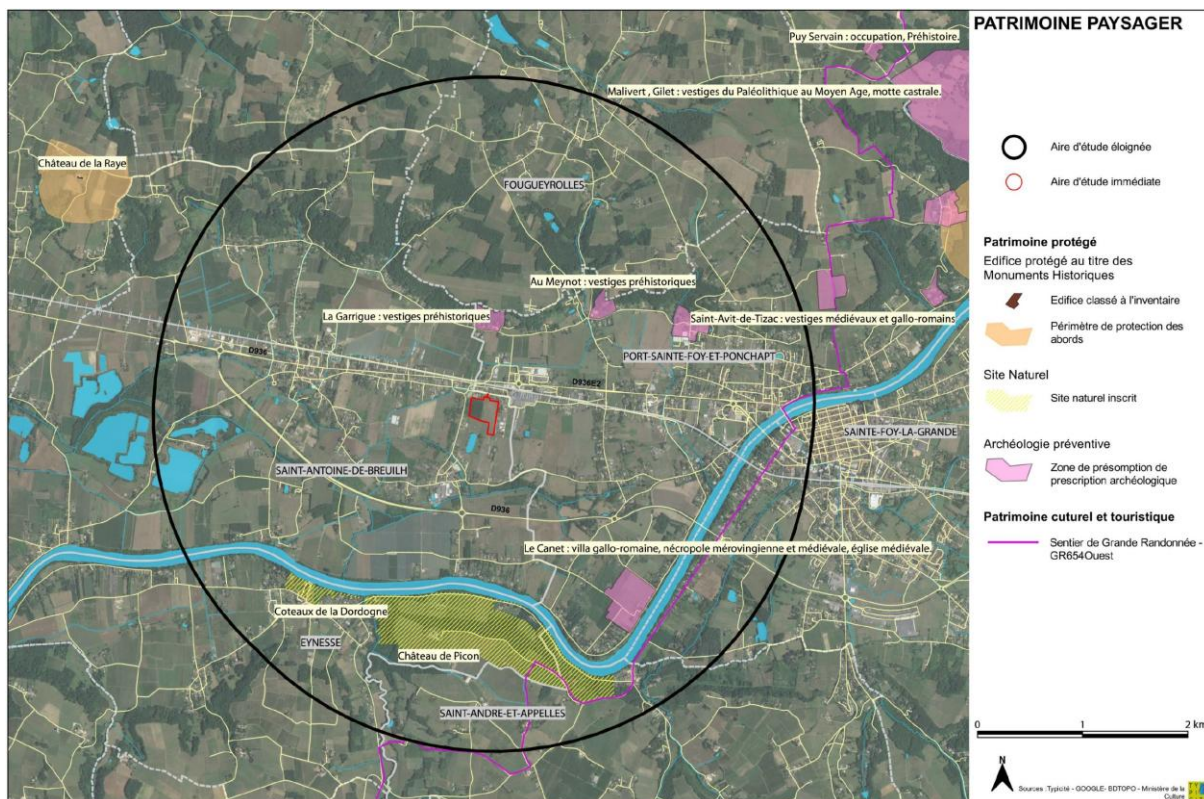 PATRIMOINE PAYSAGER
Puy Servain : occupation, Préhistoire.
Malivert , Gilet : vestiges du Paléolithique au Moyen Age, motte castrale.
Château de la Raye
FOUGUEYROLLES
Au Meynot : vestiges préhistoriques
La Garrigue : vestiges préhistoriques
Saint-Avit-de-Tizac : vestiges médiévaux et gallo-romains
D936
PORT-SAINTE-FOY-ET-PONCHAPT
D936E2
SAINTE-FOY-LA-GRANDE
SAINT-ANTOINE-DE-BREUILH
D936
Le Canet : villa gallo-romaine, nécropole mérovingienne et médiévale, église médiévale.
Coteaux de la Dordogne
EYNESSE
Château de Picon
SAINT-ANDRE-ET-APPELLES
Aire d'étude éloignée
Aire d'étude immédiate
Patrimoine protégé
Edifice protégé au titre des
Monuments Historiques
Edifice classé à l'inventaire
Périmètre de protection des
abords
Site Naturel
Site naturel inscrit
Archéologie préventive
Zone de présomption de
prescription archéologique
Patrimoine cuturel et touristique
Sentier de Grande Randonnée -
GR654Ouest
0 1 2 km
N
Sources : Typicité - GOOGLE- BDTOPO - Ministère de la
Culture